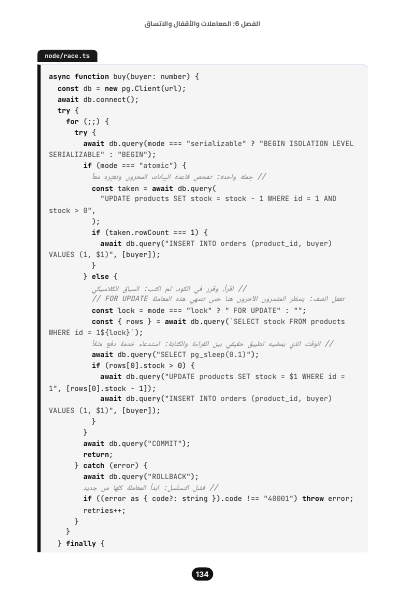 الفصل 6: المعاملات والأقفال والاتساق
node/race.ts
async function buy(buyer: number) {
const db = new pg.Client(url);
await db.connect();
try {
for (;;) {
try {
await db.query(mode === "serializable" ? "BEGIN ISOLATION LEVEL
SERIALIZABLE" : "BEGIN");
if (mode === "atomic") {
// جملة واحدة: تفحص قاعدة البيانات المخزون وتغيره معاً
const taken = await db.query(
"UPDATE products SET stock = stock - 1 WHERE id = 1 AND
stock > 0",
);
if (taken.rowCount === 1) {
await db.query("INSERT INTO orders (product_id, buyer)
VALUES (1, $1)", [buyer]);
}
} else {
// اقرأ، وقرر في الكود، ثم اكتب: السباق الكلاسيكي
// FOR UPDATE تقفل الصف: ينتظر المشترون الآخرون هنا حتى تنتهي هذه المعاملة
const lock = mode === "lock" ? " FOR UPDATE" : "";
const { rows } = await db.query(`SELECT stock FROM products
WHERE id = 1${lock}`);
// الوقت الذي يمضيه تطبيق حقيقي بين القراءة والكتابة: استدعاء خدمة دفع مثلاً
await db.query("SELECT pg_sleep(0.1)");
if (rows[0].stock > 0) {
await db.query("UPDATE products SET stock = $1 WHERE id =
1", [rows[0].stock - 1]);
await db.query("INSERT INTO orders (product_id, buyer)
VALUES (1, $1)", [buyer]);
}
}
await db.query("COMMIT");
return;
} catch (error) {
await db.query("ROLLBACK");
// فشل التسلسل: ابدأ المعاملة كلها من جديد
if ((error as { code?: string }).code !== "40001") throw error;
retries++;
}
}
} finally {
134